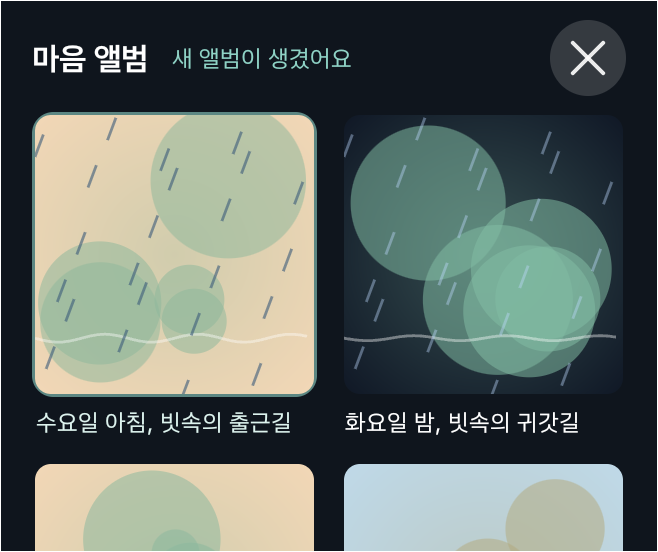 마음 앨범 새 앨범이 생겼어요
수요일 아침, 빗속의 출근길
화요일 밤, 빗속의 귀갓길